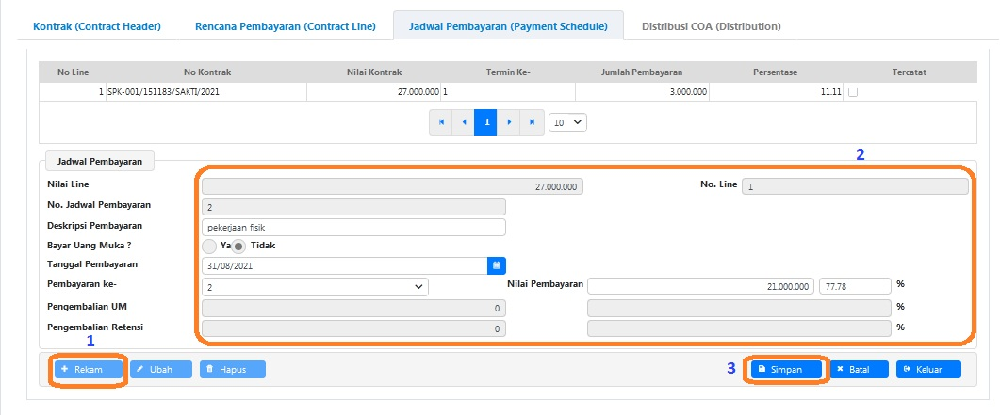 Kontrak (Contract Header) Rencana Pembayaran (Contract Line) Jadwal Pembayaran (Payment Schedule) Distribusi COA (Distribution)
No Line No Kontrak Nilai Kontrak Termin Ke- Jumlah Pembayaran Persentase Tercatat
1 SPK-001/151183/SAKTI/2021 27.000.000 1 3.000.000 11.11
1 10
Jadwal Pembayaran 2
Nilai Line 27.000.000 No. Line 1
No. Jadwal Pembayaran 2
Deskripsi Pembayaran pekerjaan fisik
Bayar Uang Muka ? Ya Tidak
Tanggal Pembayaran 31/08/2021
Pembayaran ke- 2 Nilai Pembayaran 21.000.000 77.78 %
Pengembalian UM 0 %
Pengembalian Retensi 0 %
1
Rekam Ubah Hapus 3 Simpan Batal Keluar